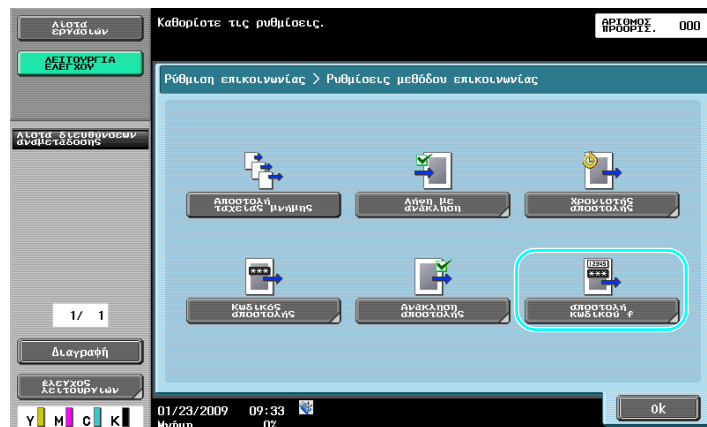 Λίστα
εργασιών
Καθορίστε τις ρυθμίσεις.
ΑΡΙΘΜΟΣ
ΠΡΟΟΡΙΣ.
000
ΛΕΙΤΟΥΡΓΙΑ
ΕΛΕΓΧΟΥ
Ρύθμιση επικοινωνίας > Ρυθμίσεις μεθόδου επικοινωνίας
Λίστα διευθύνσεων
αναμετάδοσης
Αποστολή
ταχείας μνήμης
Λήψη με
ανάκληση
Χρονιστής
αποστολής
***
Κωδικός
αποστολής
Ανάκληση
αποστολής
12345
***
αποστολή
κωδικού F
1/ 1
Διαγραφή
έλεγχος
λειτουργιών
Y M C K
01/23/2009 09:33
Μνήμη 0%
ok